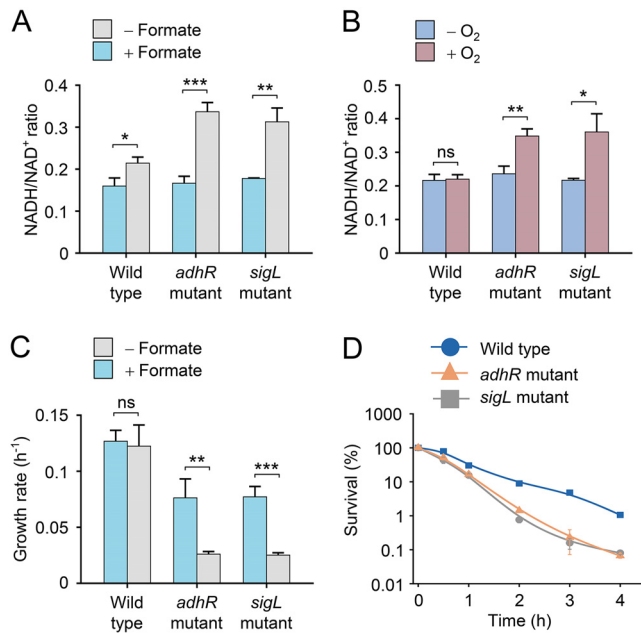 A
− Formate
+ Formate
NADH/NAD+ ratio
0.4
0.3
0.2
0.1
0
*
***
**
Wild type
adhR mutant
sigL mutant
B
− O2
+ O2
NADH/NAD+ ratio
0.5
0.4
0.3
0.2
0.1
0
ns
**
*
Wild type
adhR mutant
sigL mutant
C
− Formate
+ Formate
Growth rate (h-1)
0.15
0.1
0.05
0
ns
**
***
Wild type
adhR mutant
sigL mutant
D
Wild type
adhR mutant
sigL mutant
Survival (%)
1000
100
10
1
0.1
0.01
0 1 2 3 4
Time (h)